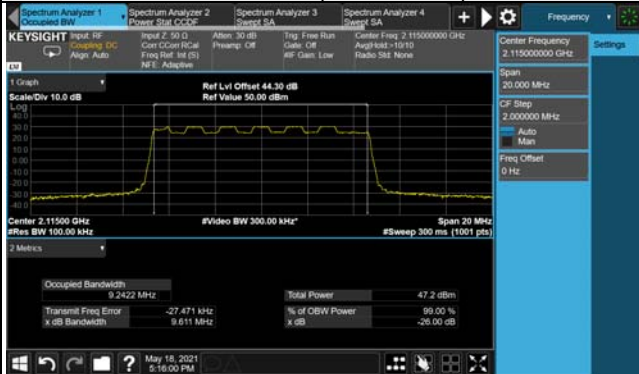 Spectrum Analyzer 1
Occupied BW
Spectrum Analyzer 2
Power Stat CCDF
Spectrum Analyzer 3
Swept SA
Spectrum Analyzer 4
Swept SA
+
Frequency
KEYSIGHT
Input: RF
Coupling: DC
Align: Auto
Input Z: 50 Ω
Corr CCorr RCal
Freq Ref: Int (S)
NFE: Adaptive
Atten: 30 dB
Preamp: Off
Trig: Free Run
Gate: Off
#IF Gain: Low
Center Freq: 2.115000000 GHz
Avg|Hold:>10/10
Radio Std: None
LXI
1 Graph
Scale/Div 10.0 dB
Ref Lvl Offset 44.30 dB
Ref Value 50.00 dBm
Log
40.0
30.0
20.0
10.0
0.00
-10.0
-20.0
-30.0
-40.0
Center 2.11500 GHz
#Res BW 100.00 kHz
#Video BW 300.00 kHz*
Span 20 MHz
#Sweep 300 ms (1001 pts)
2 Metrics
Occupied Bandwidth
9.2422 MHz
Total Power
47.2 dBm
Transmit Freq Error
-27.471 kHz
% of OBW Power
99.00 %
x dB Bandwidth
9.611 MHz
x dB
-26.00 dB
Center Frequency
2.115000000 GHz
Settings
Span
20.000 MHz
CF Step
2.000000 MHz
Auto
Man
Freq Offset
0 Hz
?
May 18, 2021
5:16:00 PM